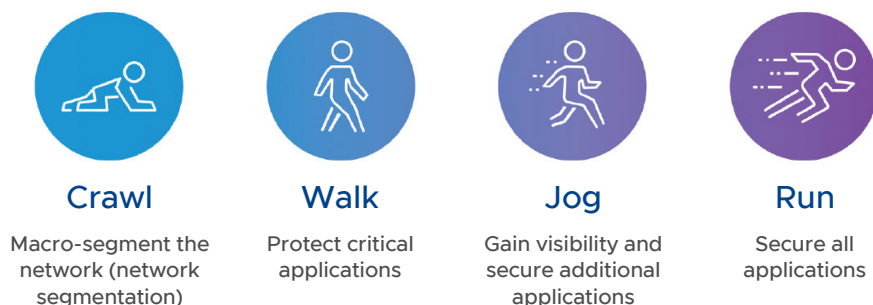 Crawl
Macro-segment the
network (network
segmentation)
Walk
Protect critical
applications
Jog
Gain visibility and
secure additional
applications
Run
Secure all
applications